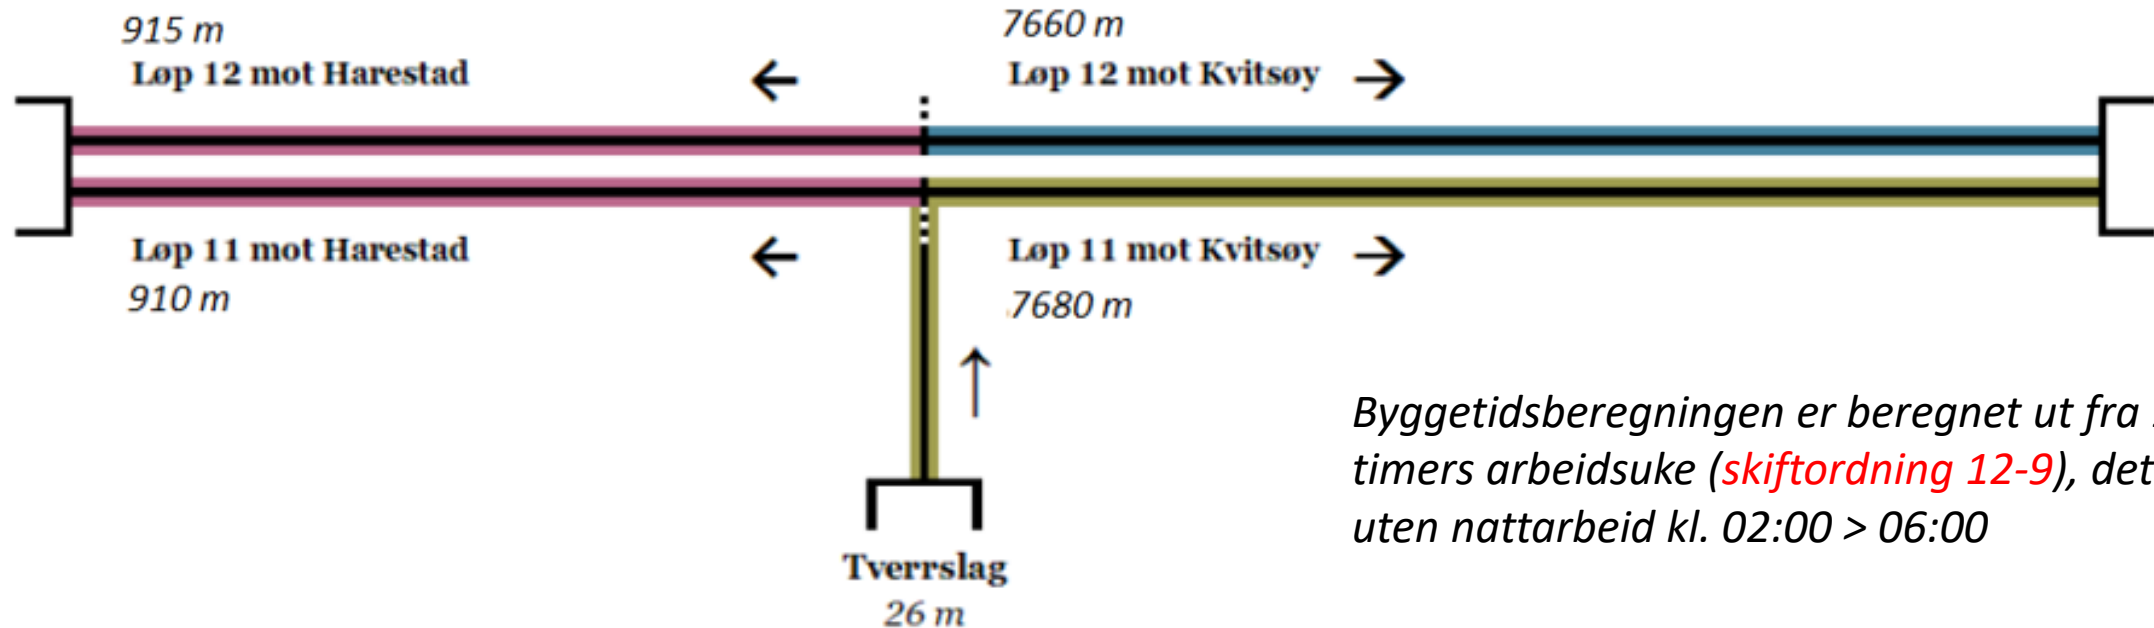 915 m
Løp 12 mot Harestad
7660 m
Løp 12 mot Kvitsøy
Løp 11 mot Harestad
910 m
Løp 11 mot Kvitsøy
7680 m
Byggetidsberegningen er beregnet ut fra
timers arbeidsuke (skiftordning 12-9), det
uten nattarbeid kl. 02:00 > 06:00
Tverrslag
26 m